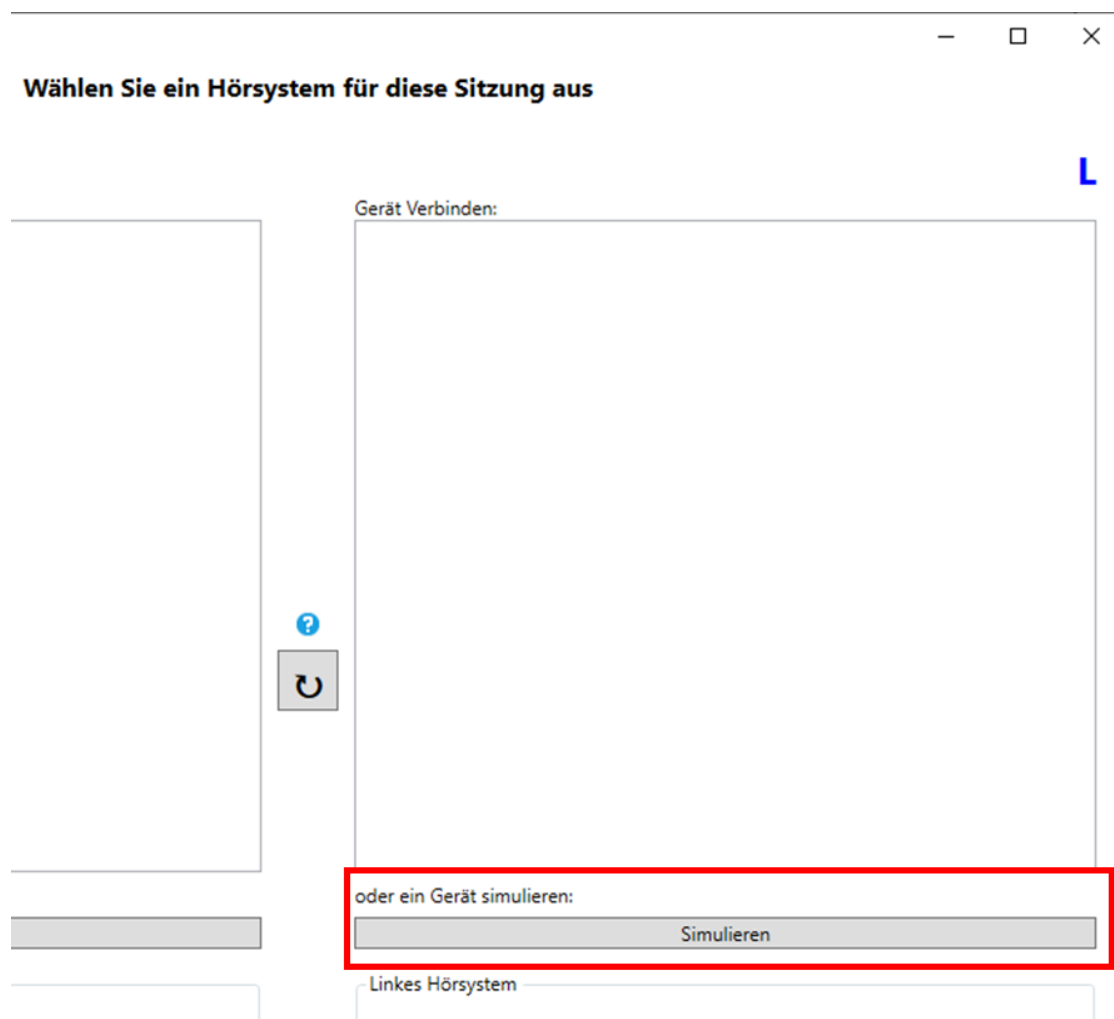 Wählen Sie ein Hörsystem für diese Sitzung aus
L
Gerät Verbinden:
?
oder ein Gerät simulieren:
Simulieren
Linkes Hörsystem